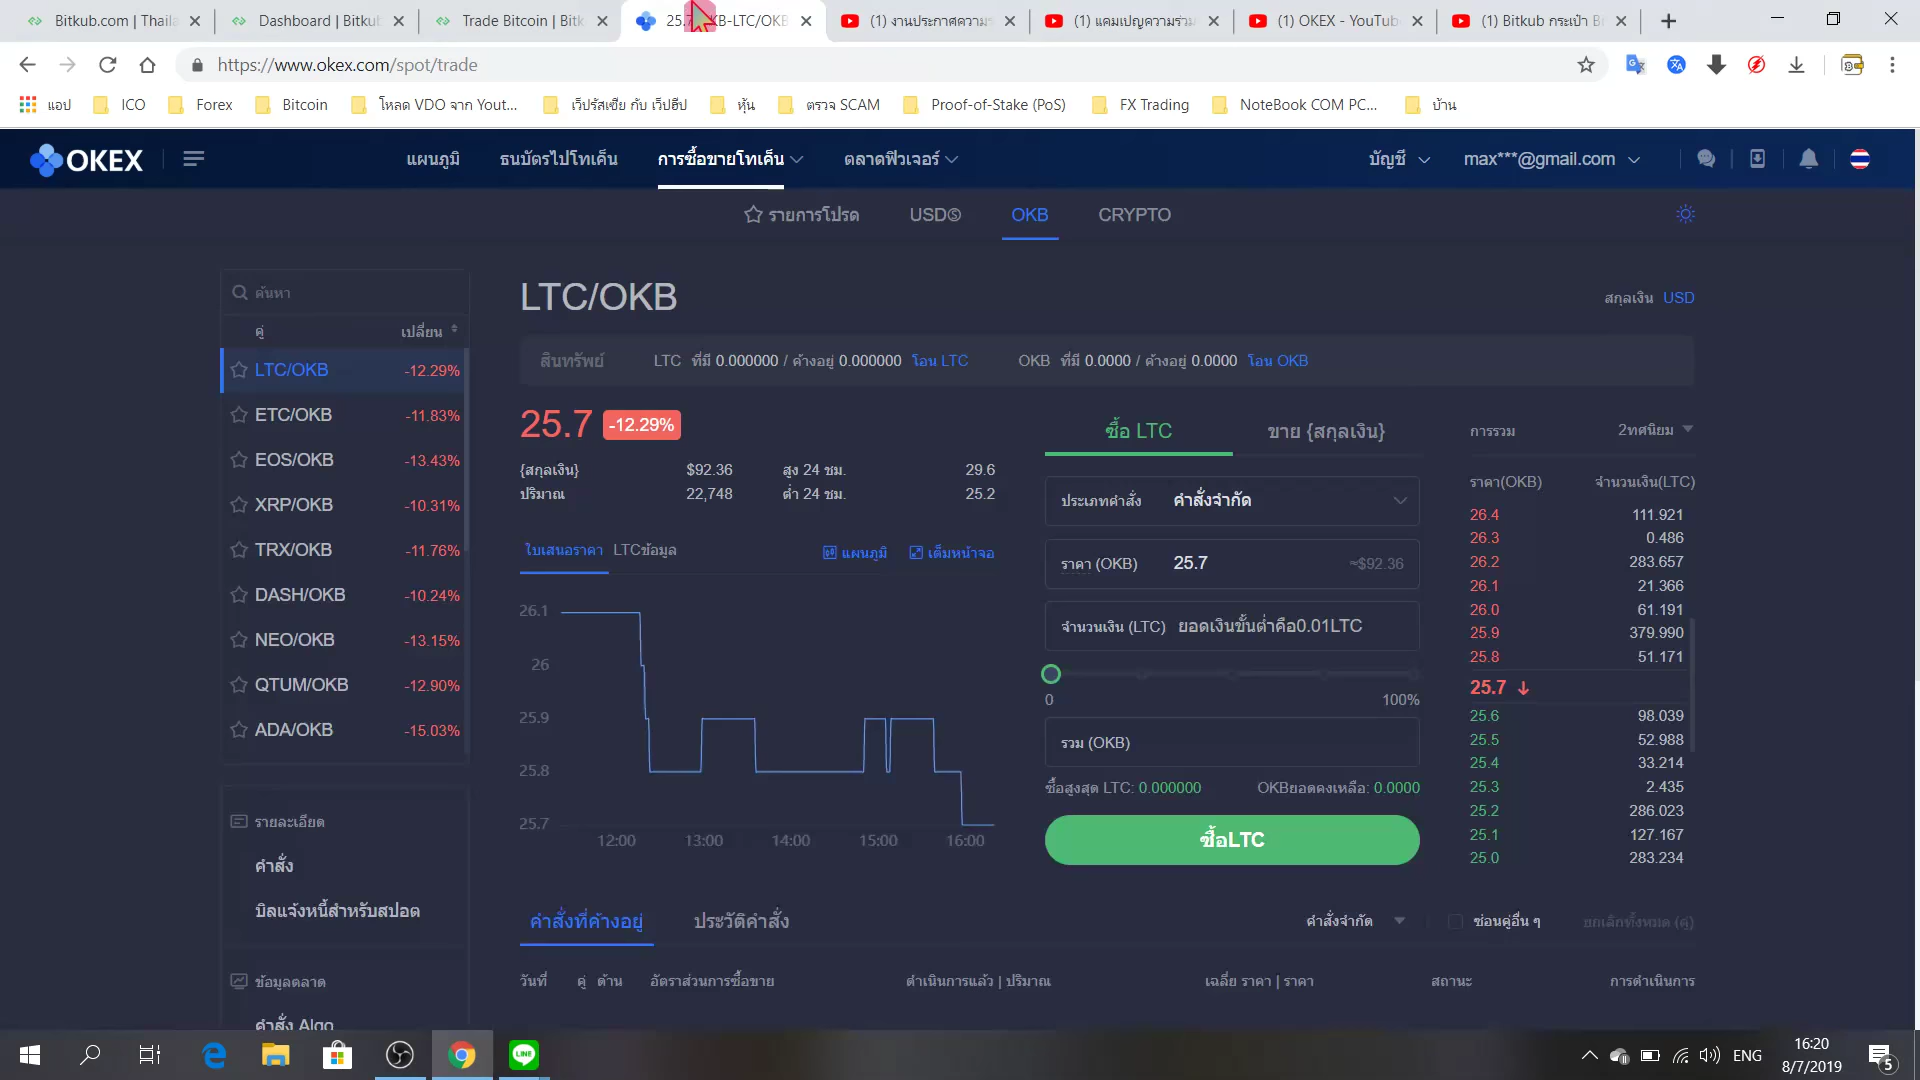 Bitkub.com | Thaila
Dashboard | Bitkub
Trade Bitcoin | Bitk
KB-LTC/OKB
(1) งานประกาศความร
(1) แคมเปญความร่วม
(1) OKEX - YouTub
(1) Bitkub กระเป๋า B
https://www.okex.com/spot/trade
แอป
ICO
Forex
Bitcoin
โหลด VDO จาก Yout...
เว็ปรัสเซีย กับ เว็ปฮีป
หุ้น
ตรวจ SCAM
Proof-of-Stake (PoS)
FX Trading
NoteBook COM PC...
บ้าน
OKEX
แผนภูมิ
ธนบัตรไปโทเค็น
การซื้อขายโทเค็น
ตลาดฟิวเจอร์
บัญชี
max***@gmail.com
รายการโปรด
USDⓈ
OKB
CRYPTO
ค้นหา
คู่ เปลี่ยน
LTC/OKB -12.29%
ETC/OKB -11.83%
EOS/OKB -13.43%
XRP/OKB -10.31%
TRX/OKB -11.76%
DASH/OKB -10.24%
NEO/OKB -13.15%
QTUM/OKB -12.90%
ADA/OKB -15.03%
รายละเอียด
คำสั่ง
บิลแจ้งหนี้สำหรับสปอต
ข้อมูลตลาด
คำสั่ง Algo
LTC/OKB
สกุลเงิน USD
สินทรัพย์ LTC ที่มี 0.000000 / ค้างอยู่ 0.000000 โอน LTC OKB ที่มี 0.0000 / ค้างอยู่ 0.0000 โอน OKB
25.7 -12.29%
{สกุลเงิน} $92.36 สูง 24 ชม. 29.6
ปริมาณ 22,748 ต่ำ 24 ชม. 25.2
ใบเสนอราคา LTCข้อมูล แผนภูมิ เต็มหน้าจอ
26.1
26
25.9
25.8
25.7
12:00 13:00 14:00 15:00 16:00
ซื้อ LTC ขาย {สกุลเงิน}
ประเภทคำสั่ง คำสั่งจำกัด
ราคา (OKB) 25.7 ≈$92.36
จำนวนเงิน (LTC) ยอดเงินขั้นต่ำคือ0.01LTC
0 100%
รวม (OKB)
ซื้อสูงสุด LTC: 0.000000 OKBยอดคงเหลือ: 0.0000
ซื้อLTC
การรวม 2ทศนิยม
ราคา(OKB) จำนวนเงิน(LTC)
26.4 111.921
26.3 0.486
26.2 283.657
26.1 21.366
26.0 61.191
25.9 379.990
25.8 51.171
25.7 ↓
25.6 98.039
25.5 52.988
25.4 33.214
25.3 2.435
25.2 286.023
25.1 127.167
25.0 283.234
คำสั่งที่ค้างอยู่ ประวัติคำสั่ง คำสั่งจำกัด ซ่อนคู่อื่น ๆ ยกเลิกทั้งหมด (คู่)
วันที่ คู่ ด้าน อัตราส่วนการซื้อขาย ดำเนินการแล้ว | ปริมาณ เฉลี่ย ราคา | ราคา สถานะ การดำเนินการ
LINE
ENG
16:20
8/7/2019
5